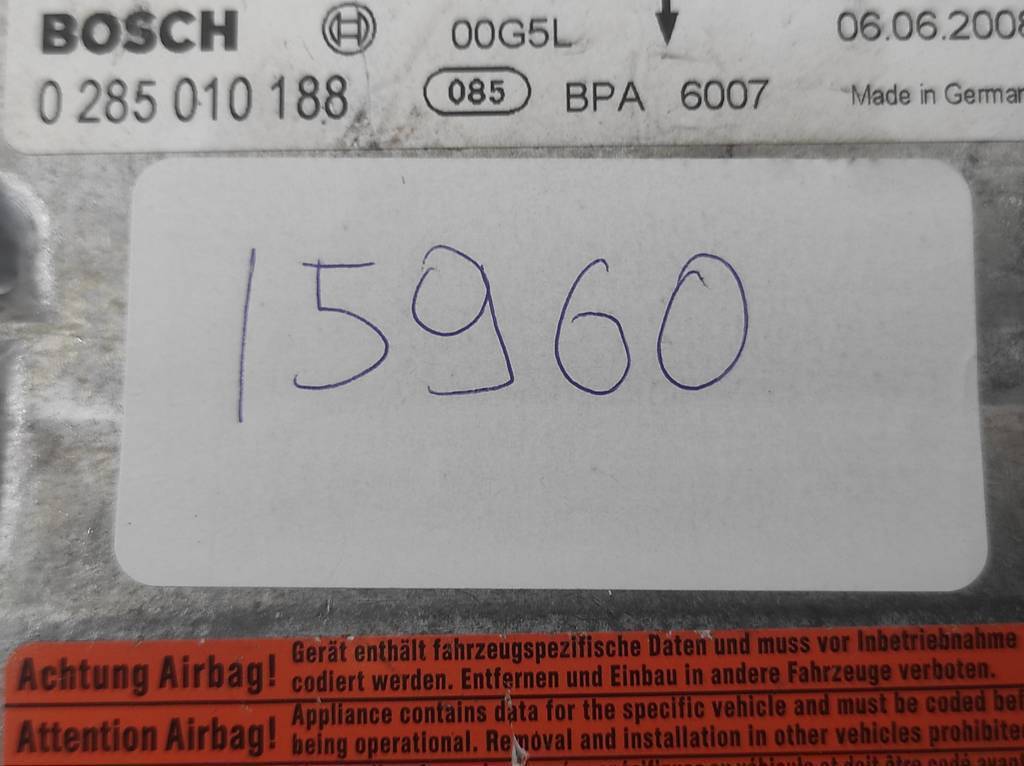 BOSCH 00G5L 06.06.2008
0 285 010 188 085 BPA 6007 Made in German
15960
Achtung Airbag! Gerät enthält fahrzeugspezifische Daten und muss vor Inbetriebnahme
codiert werden. Entfernen und Einbau in andere Fahrzeuge verboten.
Attention Airbag! Appliance contains data for the specific vehicle and must be coded bef
being operational. Removal and installation in other vehicles prohibite